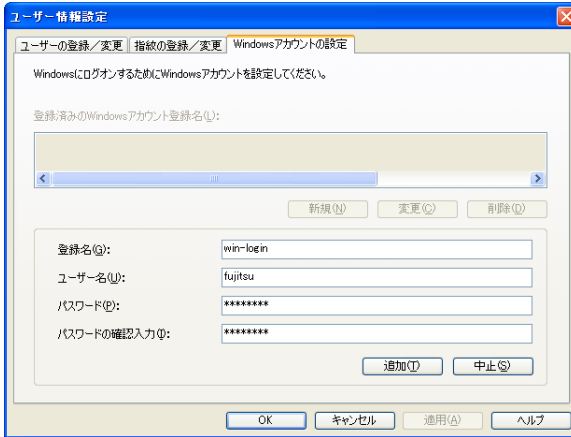 ユーザー情報設定
ユーザーの登録／変更 指紋の登録／変更 Windowsアカウントの設定
WindowsにログオンするためにWindowsアカウントを設定してください。
登録済みのWindowsアカウント登録名(L):
新規(N) 変更(C) 削除(D)
登録名(G): win-login
ユーザー名(U): fujitsu
パスワード(P): ********
パスワードの確認入力(I): ********
追加(T) 中止(S)
OK キャンセル 適用(A) ヘルプ